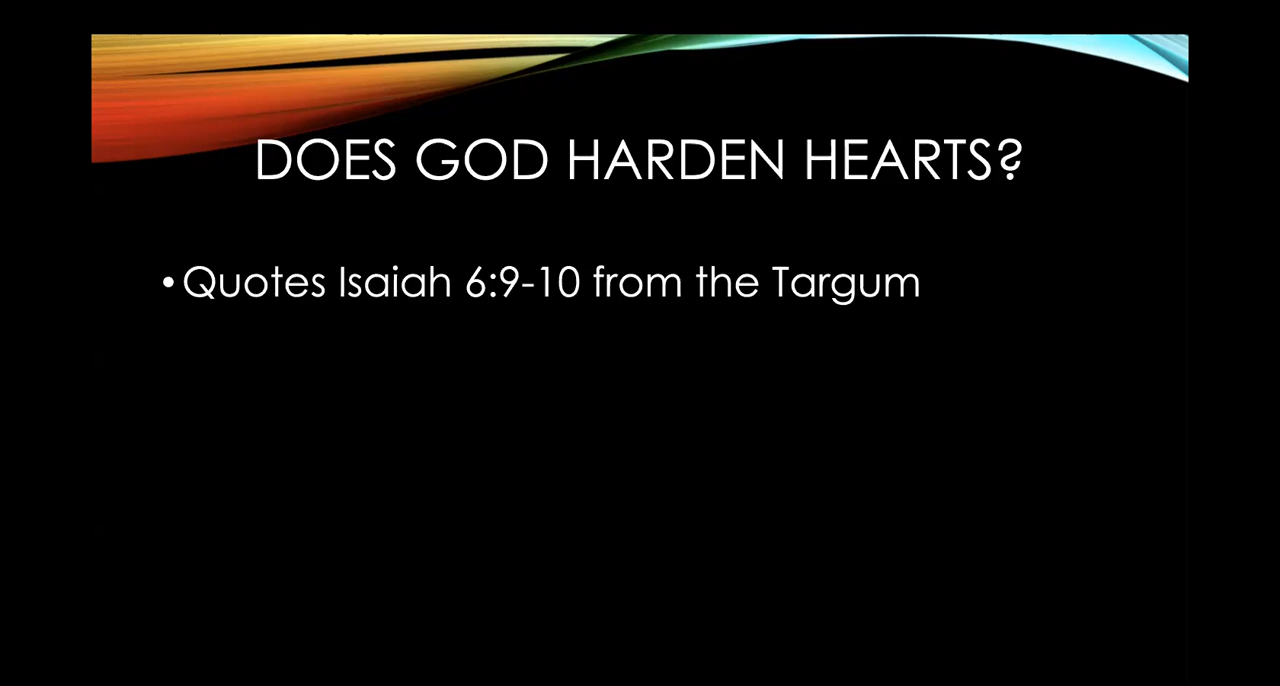 DOES GOD HARDEN HEARTS?
• Quotes Isaiah 6:9-10 from the Targum